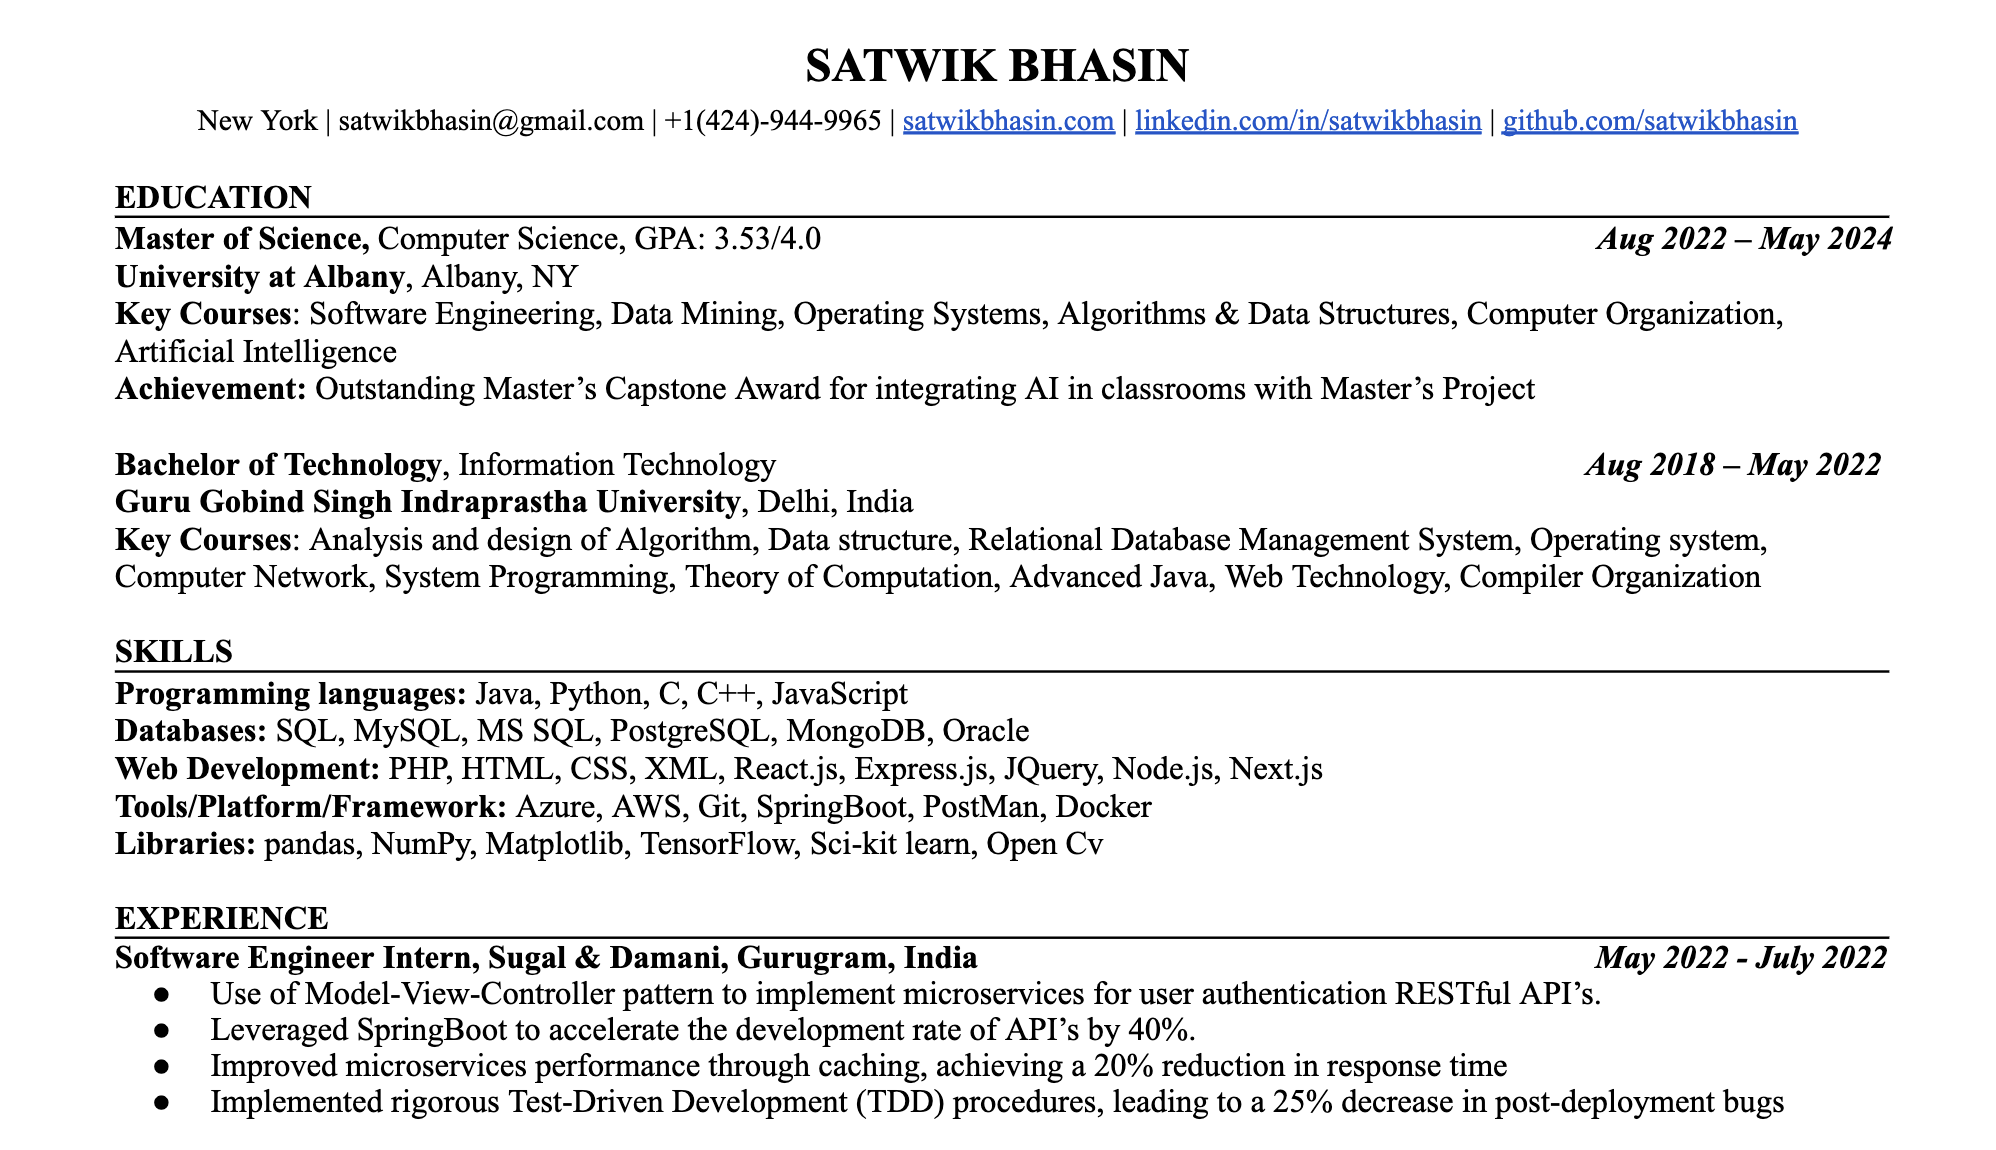 SATWIK BHASIN
New York | satwikbhasin@gmail.com | +1(424)-944-9965 | satwikbhasin.com | linkedin.com/in/satwikbhasin | github.com/satwikbhasin
EDUCATION
Master of Science, Computer Science, GPA: 3.53/4.0 Aug 2022 – May 2024
University at Albany, Albany, NY
Key Courses: Software Engineering, Data Mining, Operating Systems, Algorithms & Data Structures, Computer Organization,
Artificial Intelligence
Achievement: Outstanding Master’s Capstone Award for integrating AI in classrooms with Master’s Project
Bachelor of Technology, Information Technology Aug 2018 – May 2022
Guru Gobind Singh Indraprastha University, Delhi, India
Key Courses: Analysis and design of Algorithm, Data structure, Relational Database Management System, Operating system,
Computer Network, System Programming, Theory of Computation, Advanced Java, Web Technology, Compiler Organization
SKILLS
Programming languages: Java, Python, C, C++, JavaScript
Databases: SQL, MySQL, MS SQL, PostgreSQL, MongoDB, Oracle
Web Development: PHP, HTML, CSS, XML, React.js, Express.js, JQuery, Node.js, Next.js
Tools/Platform/Framework: Azure, AWS, Git, SpringBoot, PostMan, Docker
Libraries: pandas, NumPy, Matplotlib, TensorFlow, Sci-kit learn, Open Cv
EXPERIENCE
Software Engineer Intern, Sugal & Damani, Gurugram, India May 2022 - July 2022
● Use of Model-View-Controller pattern to implement microservices for user authentication RESTful API’s.
● Leveraged SpringBoot to accelerate the development rate of API’s by 40%.
● Improved microservices performance through caching, achieving a 20% reduction in response time
● Implemented rigorous Test-Driven Development (TDD) procedures, leading to a 25% decrease in post-deployment bugs